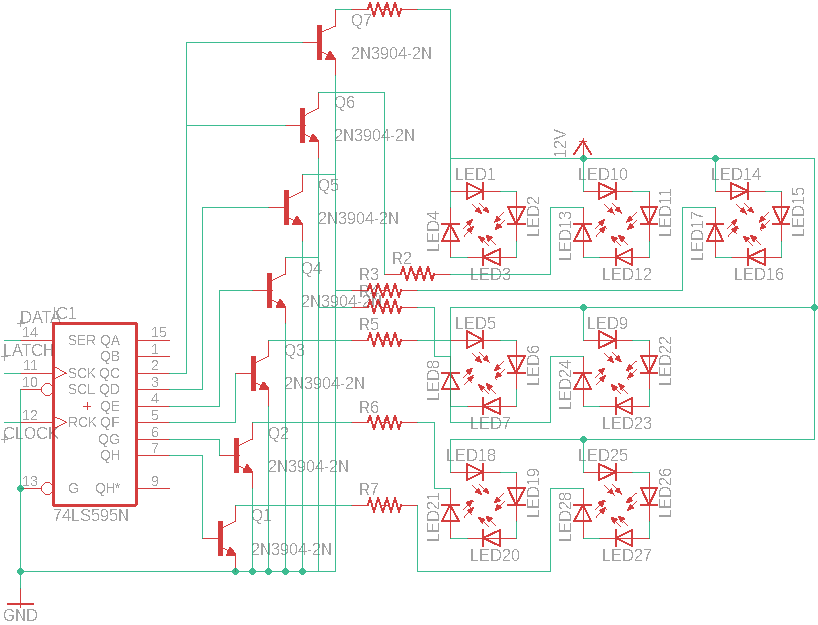 Q7
2N3904-2N
Q6
2N3904-2N
12V
LED1
LED10
LED14
Q5
2N3904-2N
LED4
LED2
LED13
LED11
LED17
LED15
R2
LED3
LED12
LED16
Q4
R3
2N3904-2N
DATA
IC1
R5
LED5
LED9
14
SER
QA
15
LATCH
QB
1
Q3
2N3904-2N
LED8
LED6
LED24
LED22
11
SCK
QC
2
10
SCL
QD
3
QE
4
12
RCK
QF
5
CLOCK
R6
LED7
LED23
QG
6
Q2
2N3904-2N
QH
7
LED18
LED25
13
G
QH*
9
R7
LED21
LED19
LED28
LED26
74LS595N
Q1
2N3904-2N
LED20
LED27
GND